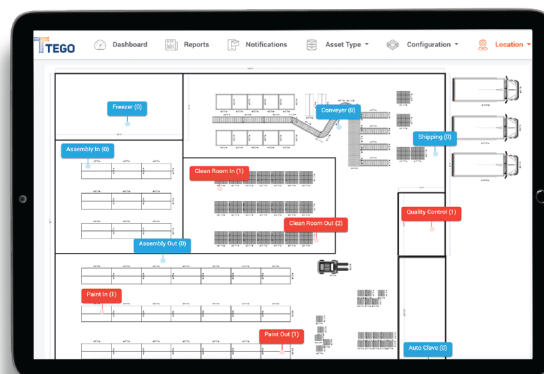 TEGO
Dashboard
Reports
Notifications
Asset Type
Configuration
Location
Freezer (0)
Conveyer (0)
Shipping (0)
Assembly In (0)
Clean Room In (1)
Quality Control (1)
Clean Room Out (2)
Assembly Out (0)
Paint In (1)
Paint Out (1)
Auto Clave (0)